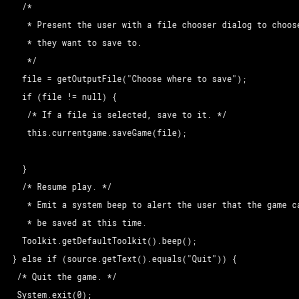 /*
* Present the user with a file chooser dialog to choose
* they want to save to.
*/
file = getOutputFile("Choose where to save");
if (file != null) {
/* If a file is selected, save to it. */
this.currentgame.saveGame(file);
}
/* Resume play. */
* Emit a system beep to alert the user that the game ca
* be saved at this time.
Toolkit.getDefaultToolkit().beep();
} else if (source.getText().equals("Quit")) {
/* Quit the game. */
System.exit(0);